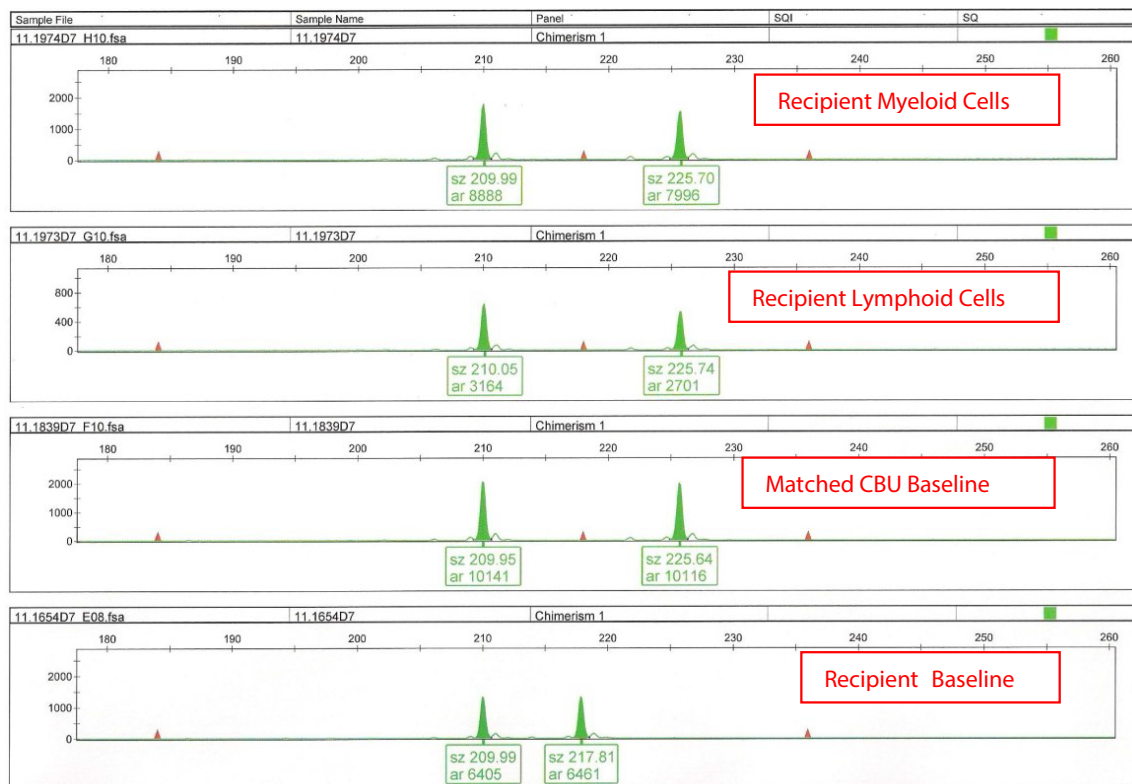 Sample File Sample Name Panel SQI SQ
11.1974D7_H10.fsa 11.1974D7 Chimerism 1
180 190 200 210 220 230 240 250 260
2000
1000
0
Recipient Myeloid Cells
sz 209.99 sz 225.70
ar 8888 ar 7996
11.1973D7_G10.fsa 11.1973D7 Chimerism 1
180 190 200 210 220 230 240 250 260
800
400
0
Recipient Lymphoid Cells
sz 210.05 sz 225.74
ar 3164 ar 2701
11.1839D7_F10.fsa 11.1839D7 Chimerism 1
180 190 200 210 220 230 240 250 260
2000
1000
0
Matched CBU Baseline
sz 209.95 sz 225.64
ar 10141 ar 10116
11.1654D7_E08.fsa 11.1654D7 Chimerism 1
180 190 200 210 220 230 240 250 260
2000
1000
0
Recipient Baseline
sz 209.99 sz 217.81
ar 6405 ar 6461